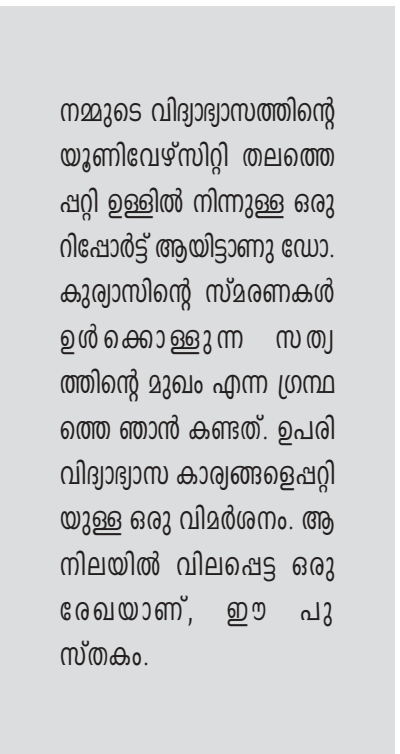 നമ്മുടെ വിദ്യാഭ്യാസത്തിന്റെ
യൂണിവേഴ്സിറ്റി തലത്തെ
പ്പറ്റി ഉള്ളിൽ നിന്നുള്ള ഒരു
റിപ്പോർട്ട് ആയിട്ടാണു ഡോ.
കുര്യാസിന്റെ സ്മരണകൾ
ഉൾക്കൊള്ളുന്ന സത്യ
ത്തിന്റെ മുഖം എന്ന ഗ്രന്ഥ
ത്തെ ഞാൻ കണ്ടത്. ഉപരി
വിദ്യാഭ്യാസ കാര്യങ്ങളെപ്പറ്റി
യുള്ള ഒരു വിമർശനം. ആ
നിലയിൽ വിലപ്പെട്ട ഒരു
രേഖയാണ്, ഈ പു
സ്തകം.